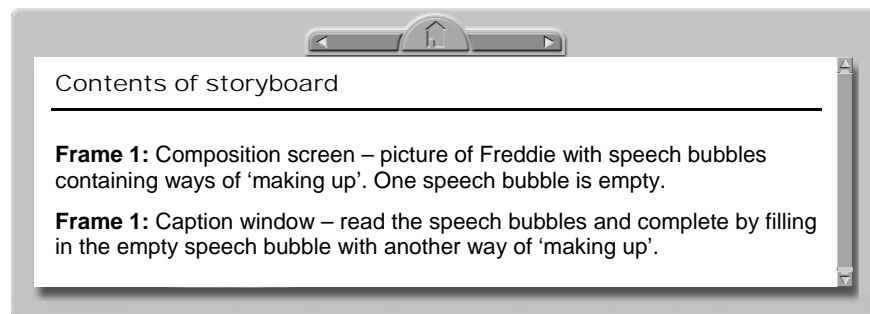 Contents of storyboard
Frame 1: Composition screen – picture of Freddie with speech bubbles
containing ways of ‘making up’. One speech bubble is empty.
Frame 1: Caption window – read the speech bubbles and complete by filling
in the empty speech bubble with another way of ‘making up’.